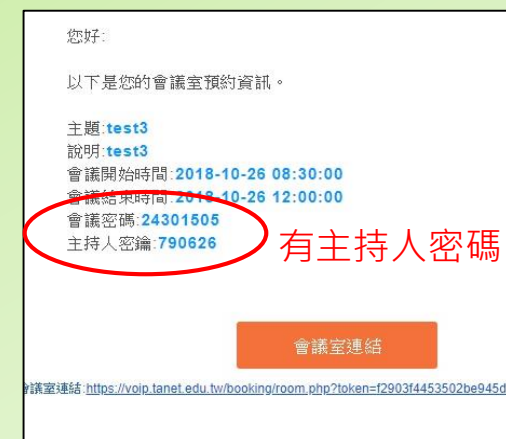 您好:
以下是您的會議室預約資訊。
主題:test3
說明:test3
會議開始時間:2018-10-26 08:30:00
會議結束時間:2018-10-26 12:00:00
會議密碼:24301505
主持人密鑰:790626
有主持人密碼
會議室連結
會議室連結:https://voip.tanet.edu.tw/booking/room.php?token=f2903f4453502be945d